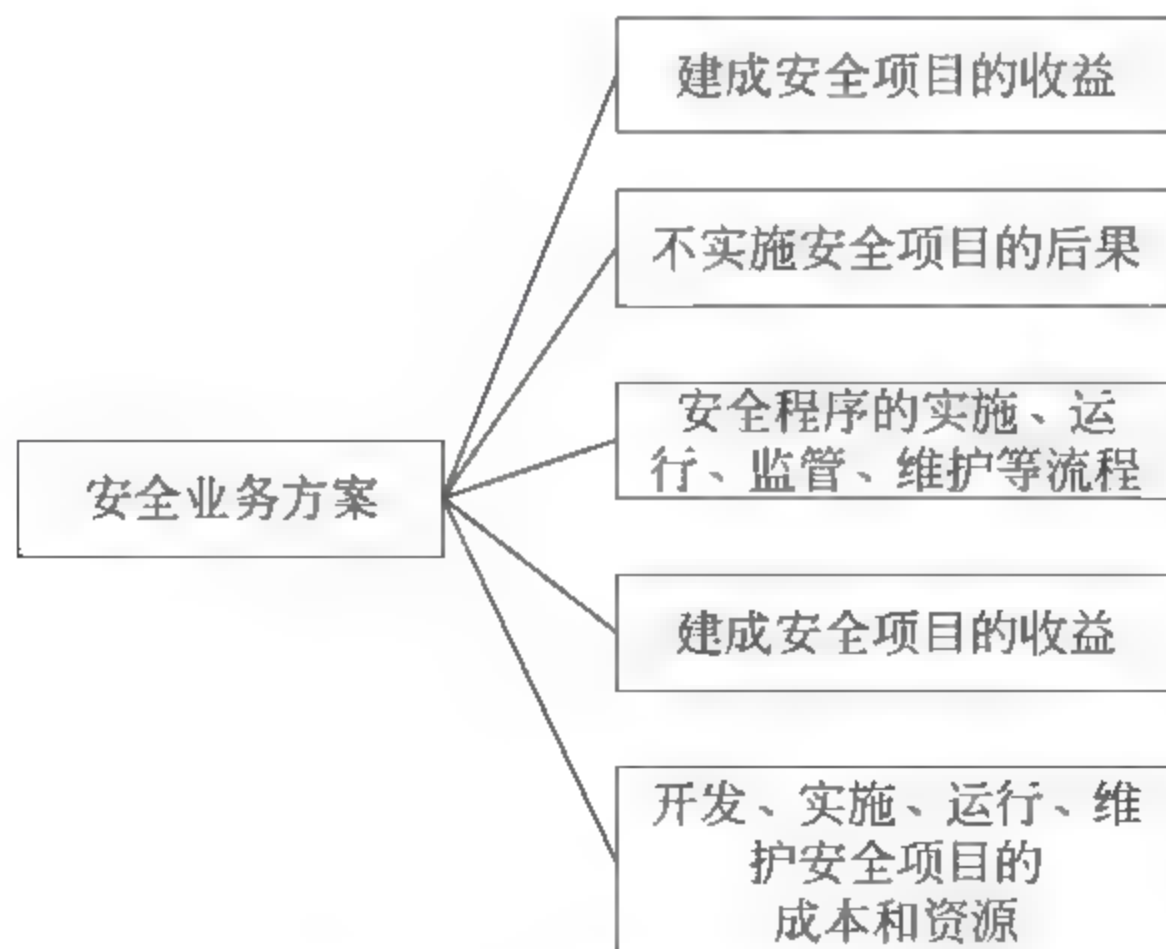 建成安全项目的收益
不实施安全项目的后果
安全程序的实施、运
行、监管、维护等流程
安全业务方案
建成安全项目的收益
开发、实施、运行、维
护安全项目的
成本和资源